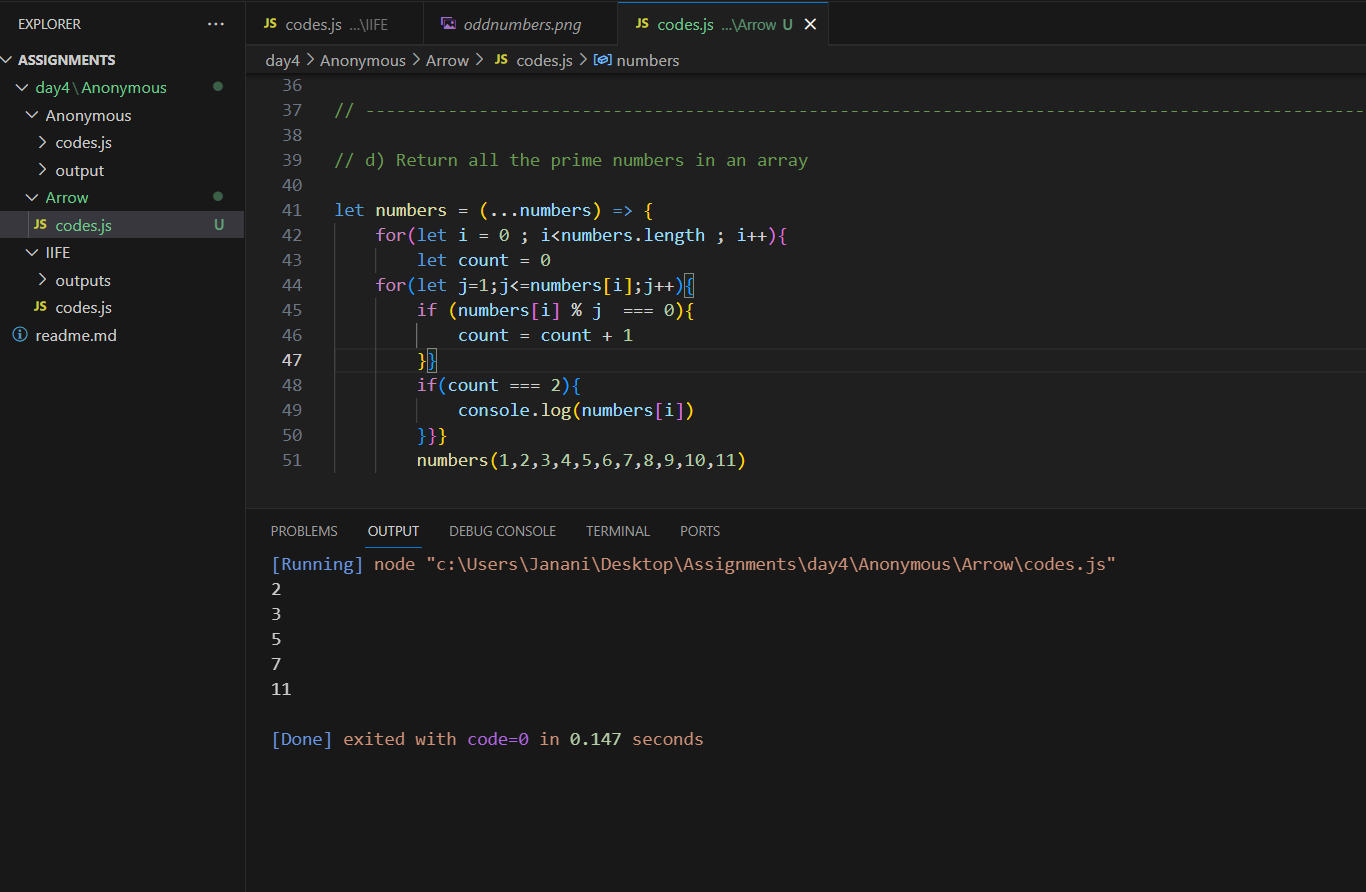 EXPLORER ...
ASSIGNMENTS
day4\Anonymous
Anonymous
codes.js
output
Arrow
JS codes.js U
IIFE
outputs
JS codes.js
readme.md
JS codes.js ...\IIFE
oddnumbers.png
JS codes.js ...\Arrow U
day4 > Anonymous > Arrow > JS codes.js > numbers
36
37 // ------------------------------------------------------------------------------------------------
38
39 // d) Return all the prime numbers in an array
40
41 let numbers = (...numbers) => {
42     for(let i = 0 ; i<numbers.length ; i++){
43         let count = 0
44     for(let j=1;j<=numbers[i];j++){
45         if (numbers[i] % j  === 0){
46             count = count + 1
47         }}
48         if(count === 2){
49             console.log(numbers[i])
50         }}}
51         numbers(1,2,3,4,5,6,7,8,9,10,11)
PROBLEMS OUTPUT DEBUG CONSOLE TERMINAL PORTS
[Running] node "c:\Users\Janani\Desktop\Assignments\day4\Anonymous\Arrow\codes.js"
2
3
5
7
11
[Done] exited with code=0 in 0.147 seconds